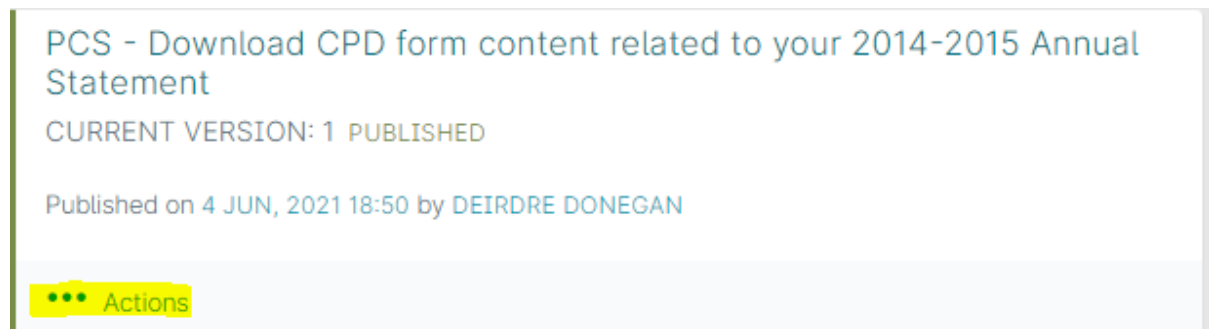 PCS - Download CPD form content related to your 2014-2015 Annual
Statement
CURRENT VERSION: 1 PUBLISHED
Published on 4 JUN, 2021 18:50 by DEIRDRE DONEGAN
••• Actions